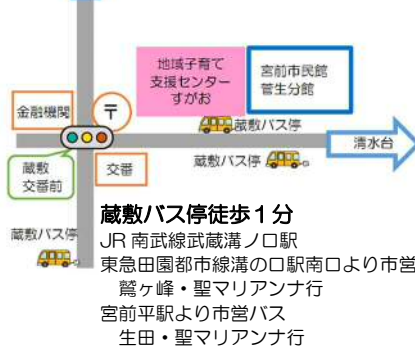 地域子育て
支援センター
すがお
宮前市民館
菅生分館
金融機関
〒
蔵敷バス停
清水台
蔵敷
交番前
交番
蔵敷バス停
蔵敷バス停
蔵敷バス停徒歩1分
JR南武線武蔵溝ノ口駅
東急田園都市線溝の口駅南口より市営
鷲ヶ峰・聖マリアンナ行
宮前平駅より市営バス
生田・聖マリアンナ行